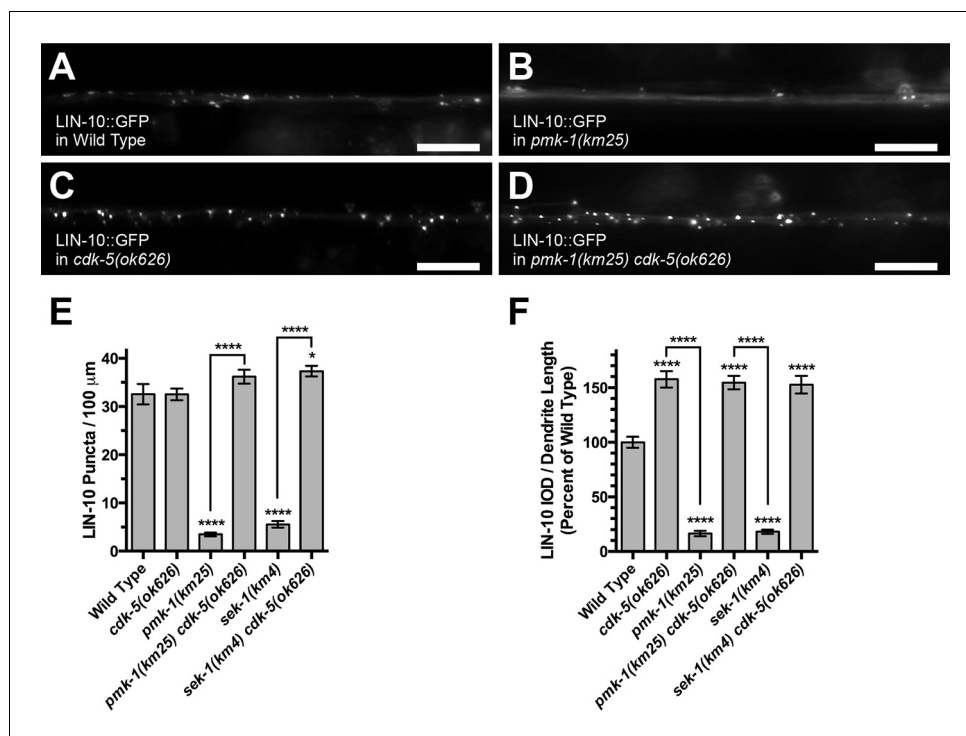 A
LIN-10::GFP
in Wild Type
B
LIN-10::GFP
in pmk-1(km25)
C
LIN-10::GFP
in cdk-5(ok626)
D
LIN-10::GFP
in pmk-1(km25) cdk-5(ok626)
E
LIN-10 Puncta / 100 μm
40
30
10
5
0
****
****
*
****
****
Wild Type
cdk-5(ok626)
pmk-1(km25)
pmk-1(km25) cdk-5(ok626)
sek-1(km4)
sek-1(km4) cdk-5(ok626)
F
LIN-10 IOD / Dendrite Length
(Percent of Wild Type)
150
100
50
0
****
****
****
****
****
****
****
Wild Type
cdk-5(ok626)
pmk-1(km25)
pmk-1(km25) cdk-5(ok626)
sek-1(km4)
sek-1(km4) cdk-5(ok626)